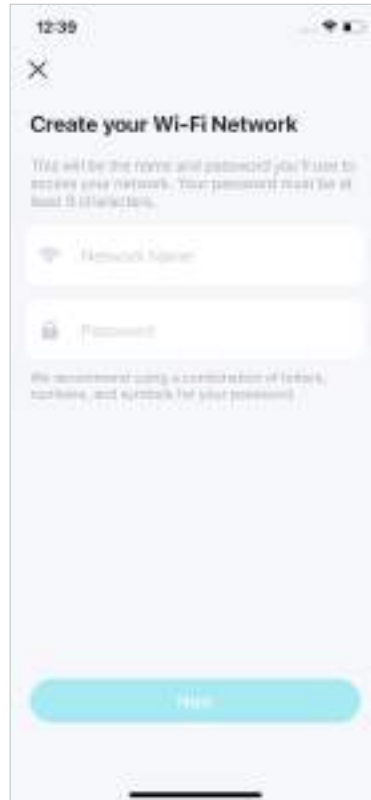 12:39
Create your Wi-Fi Network
This will be the name and password you'll use to
access your network. Your password must be at
least 8 characters.
Network Name
Password
We recommend using a combination of letters,
numbers, and symbols for your password.
Next